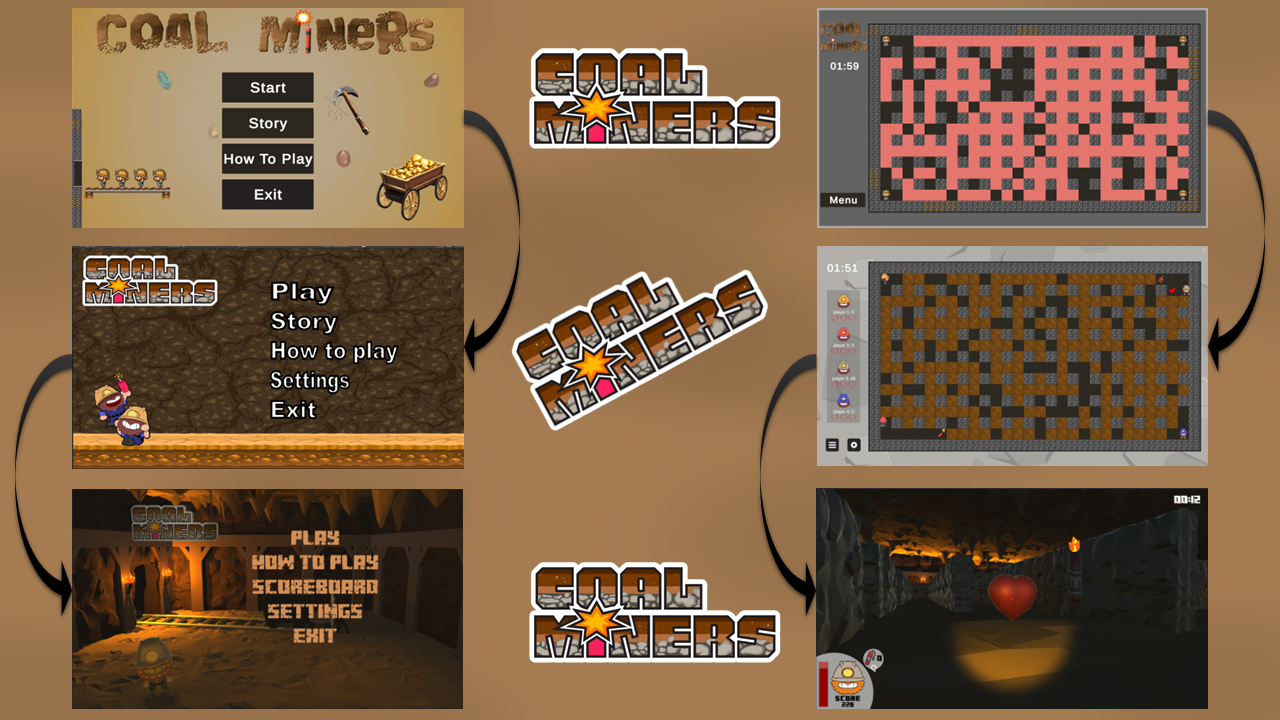 COAL MINERS
Start
Story
How To Play
Exit
COAL
MINERS
Play
Story
How to play
Settings
Exit
COAL
MINERS
PLAY
HOW TO PLAY
SCOREBOARD
SETTINGS
EXIT
COAL
MINERS
COAL
MINERS
COAL
MINERS
COAL
MINERS
01:59
Menu
01:51
00:12
SCORE
229